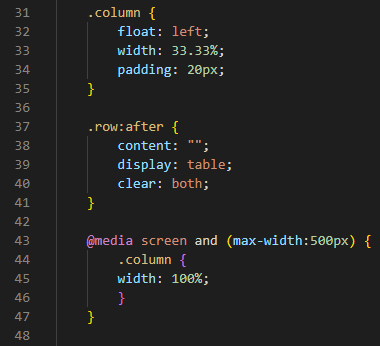 31 .column {
32 float: left;
33 width: 33.33%;
34 padding: 20px;
35 }
36
37 .row:after {
38 content: "";
39 display: table;
40 clear: both;
41 }
42
43 @media screen and (max-width:500px) {
44 .column {
45 width: 100%;
46 }
47 }
48